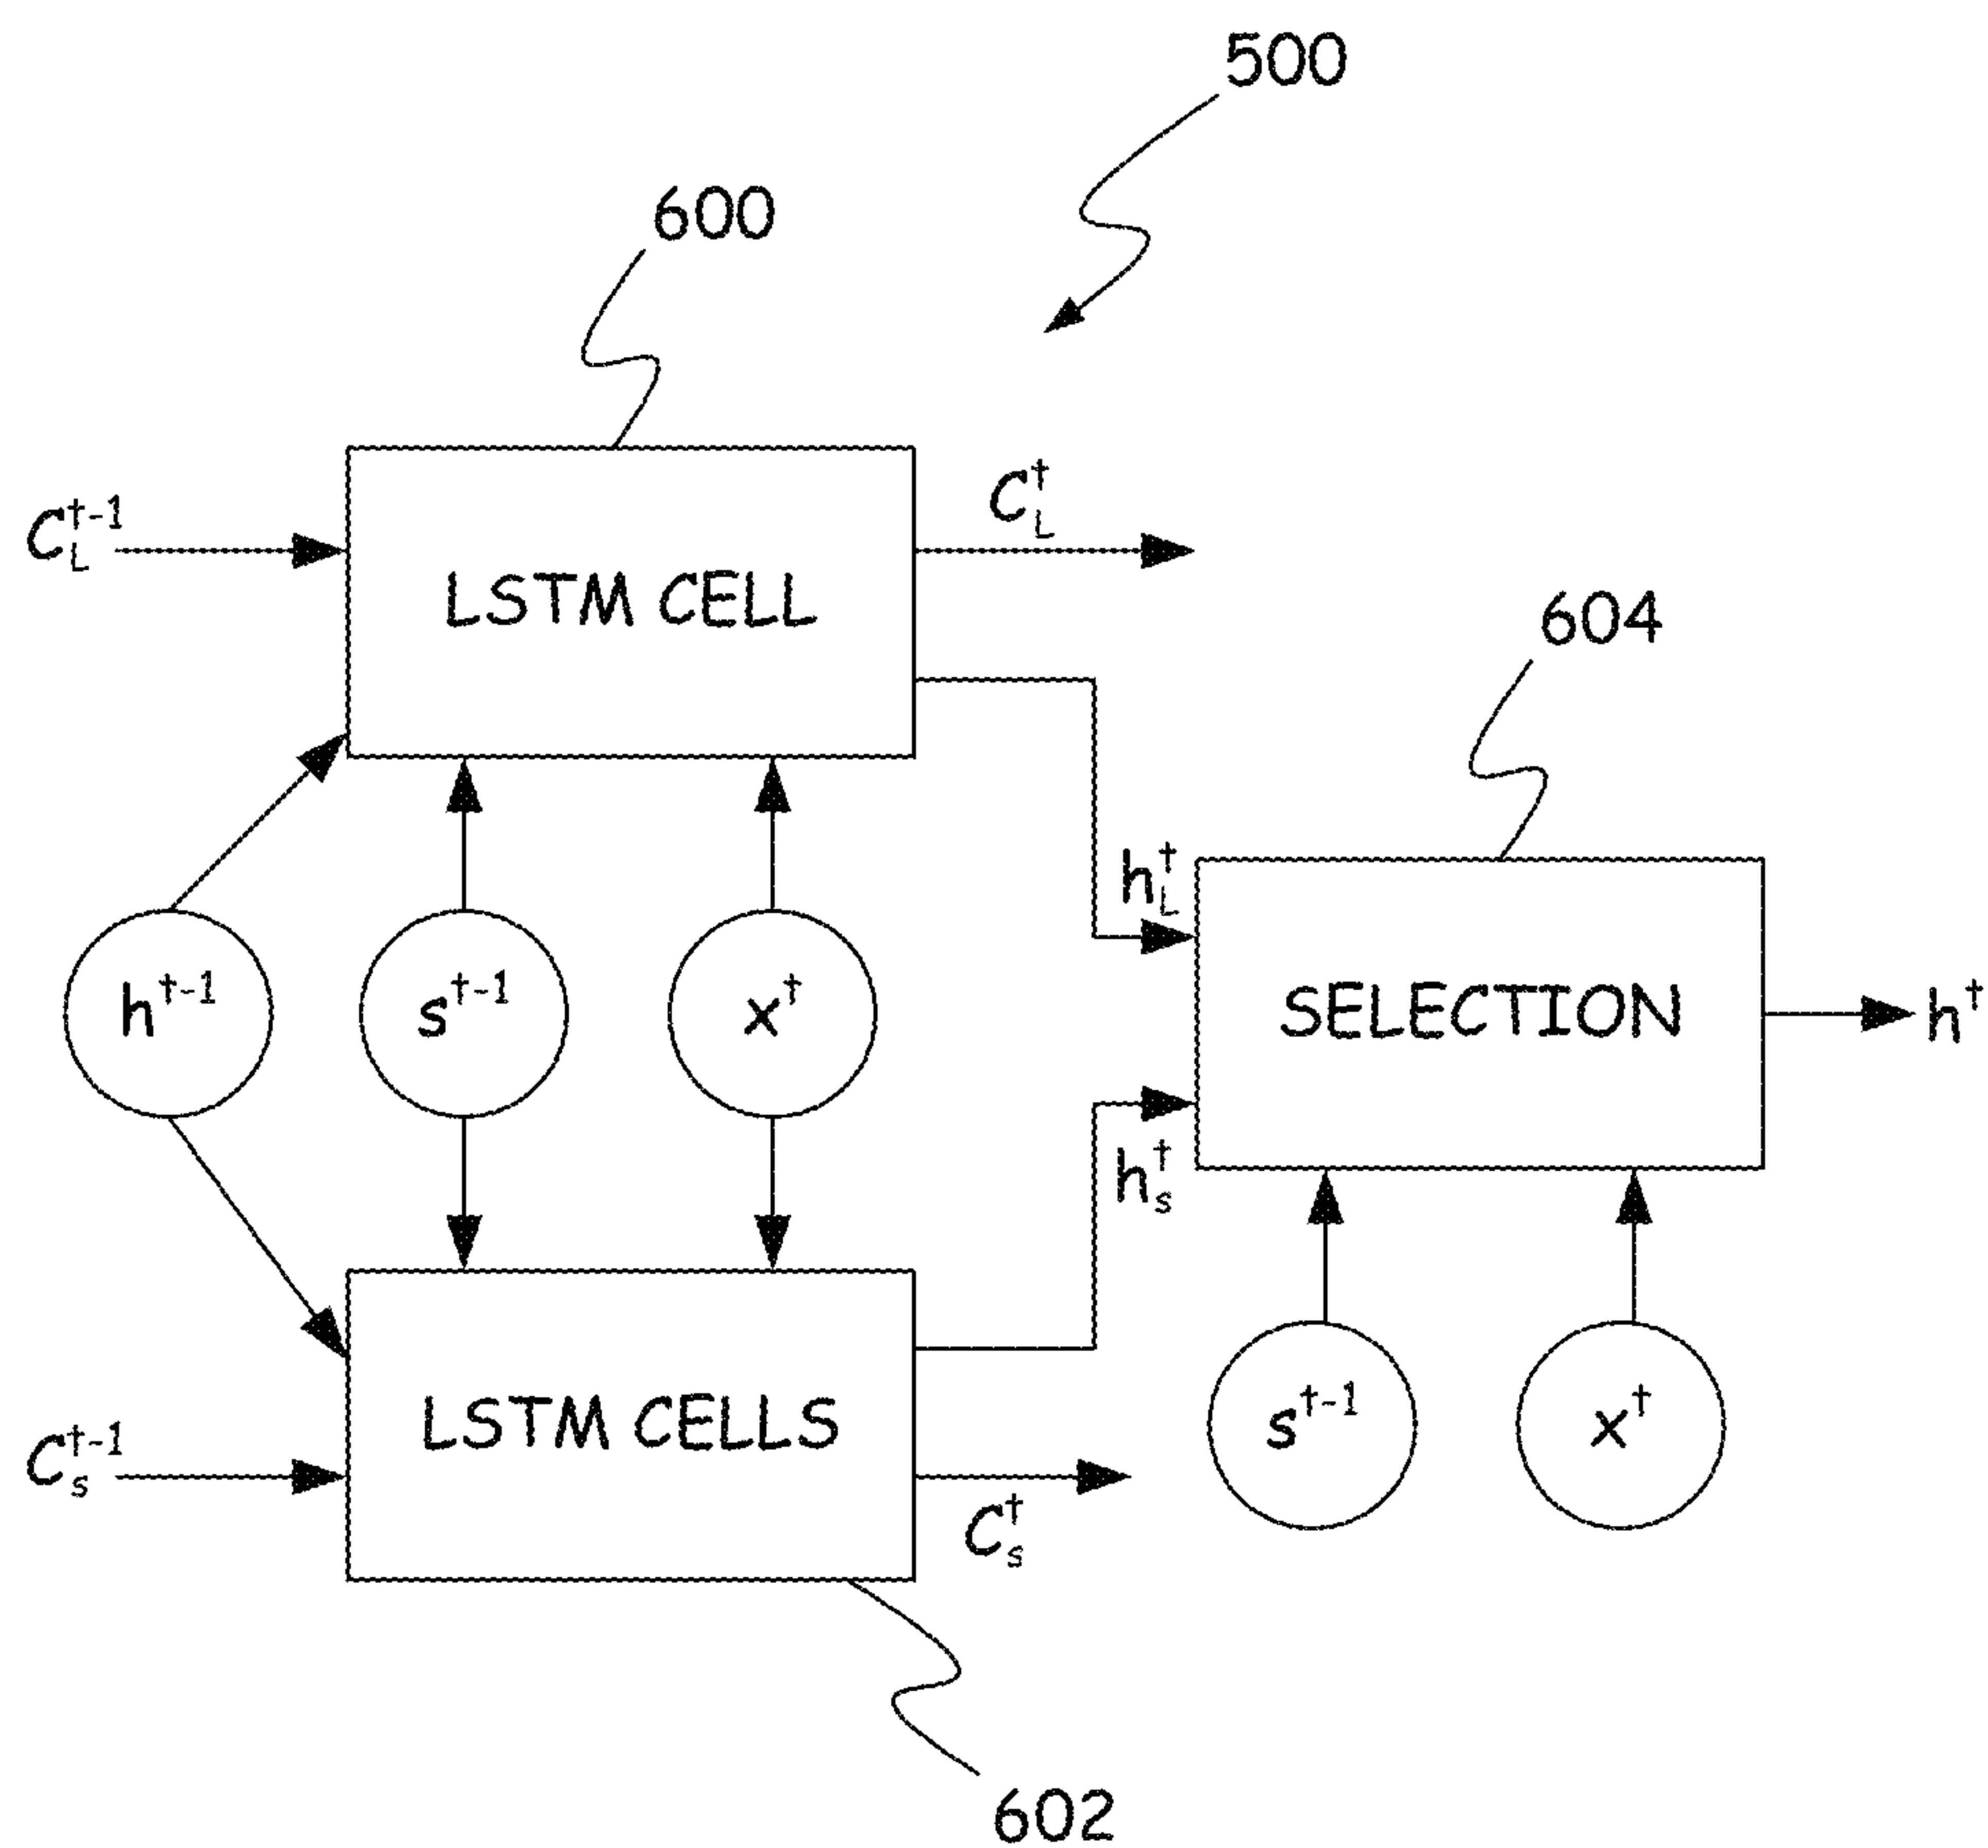 500
600
C_L^{t-1}
C_L^t
LSTM CELL
604
h_L^t
h^{t-1}
s^{t-1}
x^t
SELECTION
h^t
h_s^t
LSTM CELLS
C_s^{t-1}
C_s^t
s^{t-1}
x^t
602